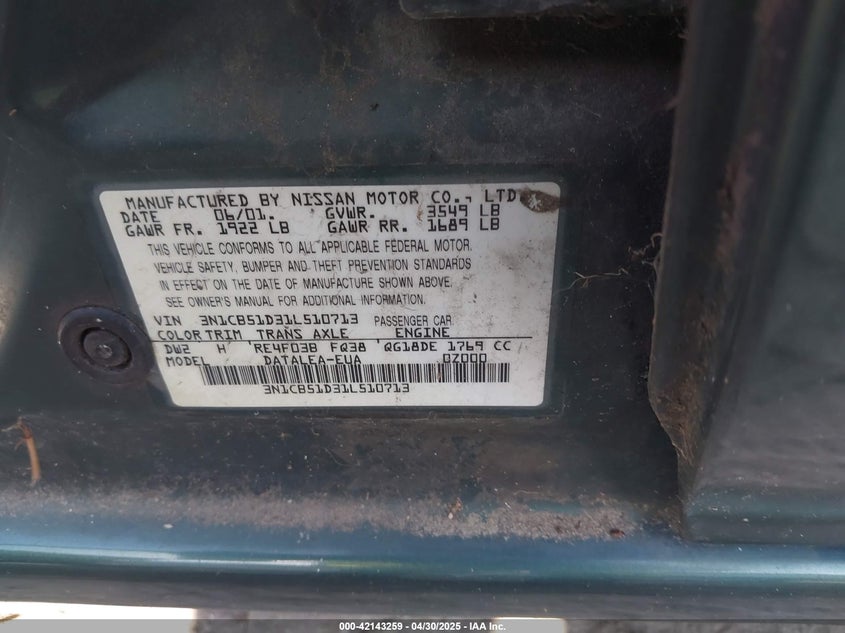 MANUFACTURED BY NISSAN MOTOR CO., LTD.
DATE 06/01. GVWR. 3549 LB
GAWR FR. 1922 LB GAWR RR. 1689 LB
THIS VEHICLE CONFORMS TO ALL APPLICABLE FEDERAL MOTOR
VEHICLE SAFETY, BUMPER AND THEFT PREVENTION STANDARDS
IN EFFECT ON THE DATE OF MANUFACTURE SHOWN ABOVE.
SEE OWNER'S MANUAL FOR ADDITIONAL INFORMATION.
VIN 3N1CB51D31L510713 PASSENGER CAR.
COLOR TRIM TRANS AXLE ENGINE
DW2 H RE4F03B FQ38 QG18DE 1769 CC
MODEL DATALEA-EUA BZ000
3N1CB51D31L510713
000-42143259 - 04/30/2025 - IAA Inc.